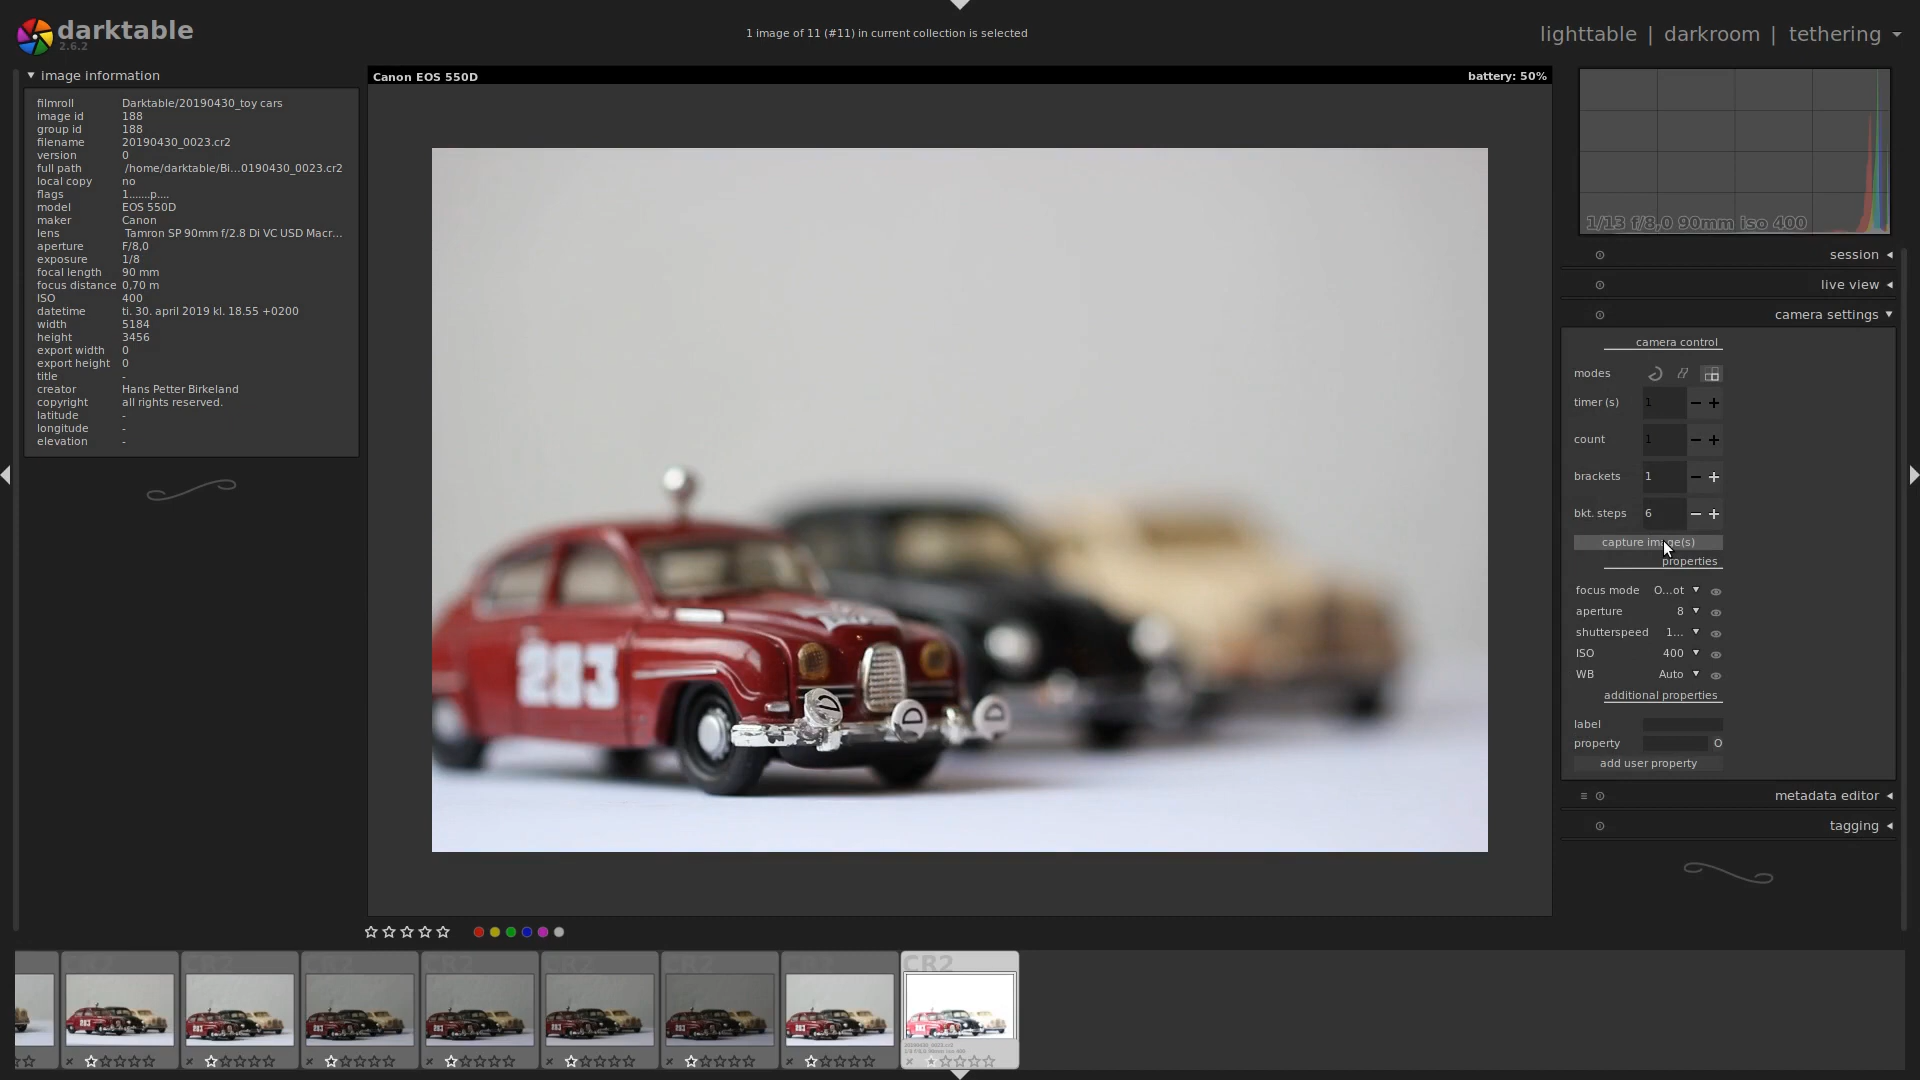 darktable
2.6.2
1 image of 11 (#11) in current collection is selected
lighttable | darkroom | tethering
image information
Canon EOS 550D
battery: 50%
filmroll Darktable/20190430_toy cars
image id 188
group id 188
filename 20190430_0023.cr2
version 0
full path /home/darktable/Bi...0190430_0023.cr2
local copy no
flags 1.......p....
model EOS 550D
maker Canon
lens Tamron SP 90mm f/2.8 Di VC USD Macr...
aperture F/8,0
exposure 1/8
focal length 90 mm
focus distance 0,70 m
ISO 400
datetime ti. 30. april 2019 kl. 18.55 +0200
width 5184
height 3456
export width 0
export height 0
title -
creator Hans Petter Birkeland
copyright all rights reserved.
latitude -
longitude -
elevation -
283
D
D
D
1/13 f/8,0 90mm iso 400
session
live view
camera settings
camera control
modes
timer (s) 1
count 1
brackets 1
bkt. steps 6
capture image(s)
properties
focus mode O...ot
aperture 8
shutterspeed 1...
ISO 400
WB Auto
additional properties
label
property O
add user property
metadata editor
tagging
CR2
CR2
CR2
CR2
CR2
CR2
CR2
CR2